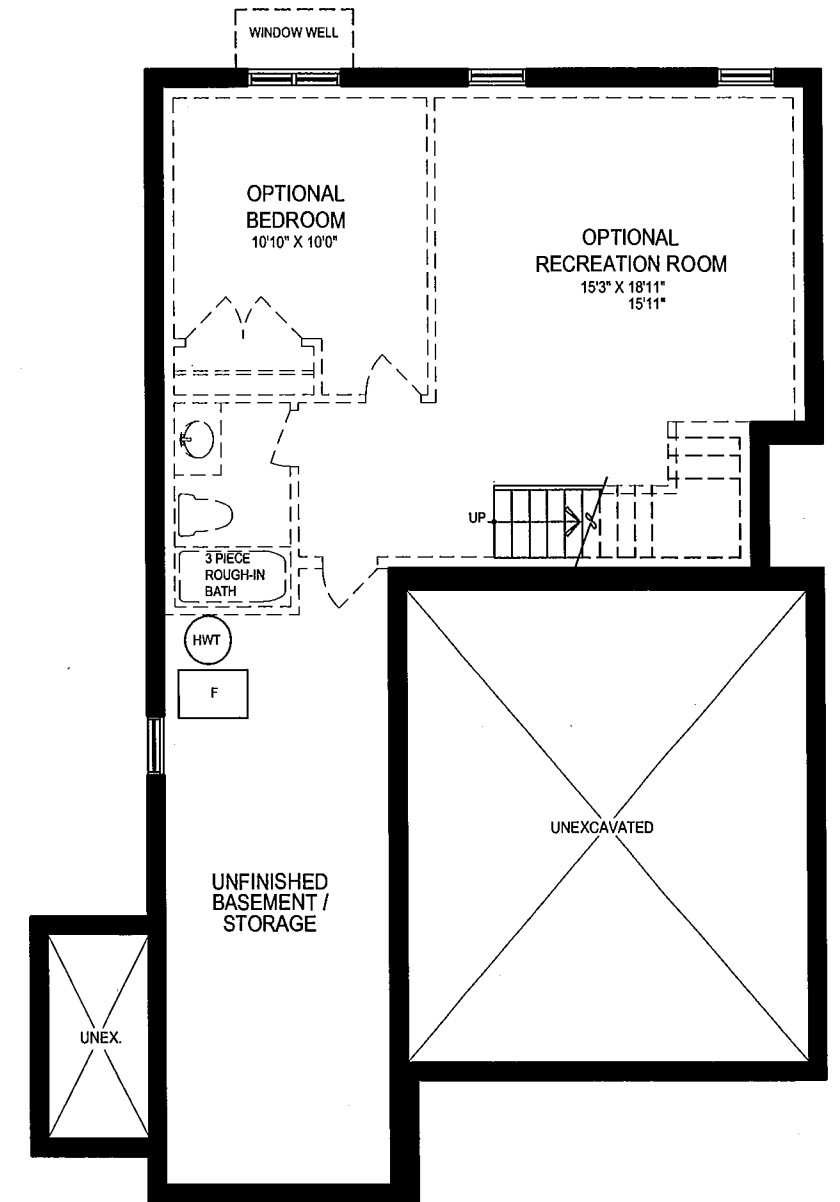 WINDOW WELL
OPTIONAL
BEDROOM
10'10" X 10'0"
OPTIONAL
RECREATION ROOM
15'3" X 18'11"
15'11"
UP
3 PIECE
ROUGH-IN
BATH
HWT
F
UNEXCAVATED
UNFINISHED
BASEMENT /
STORAGE
UNEX.